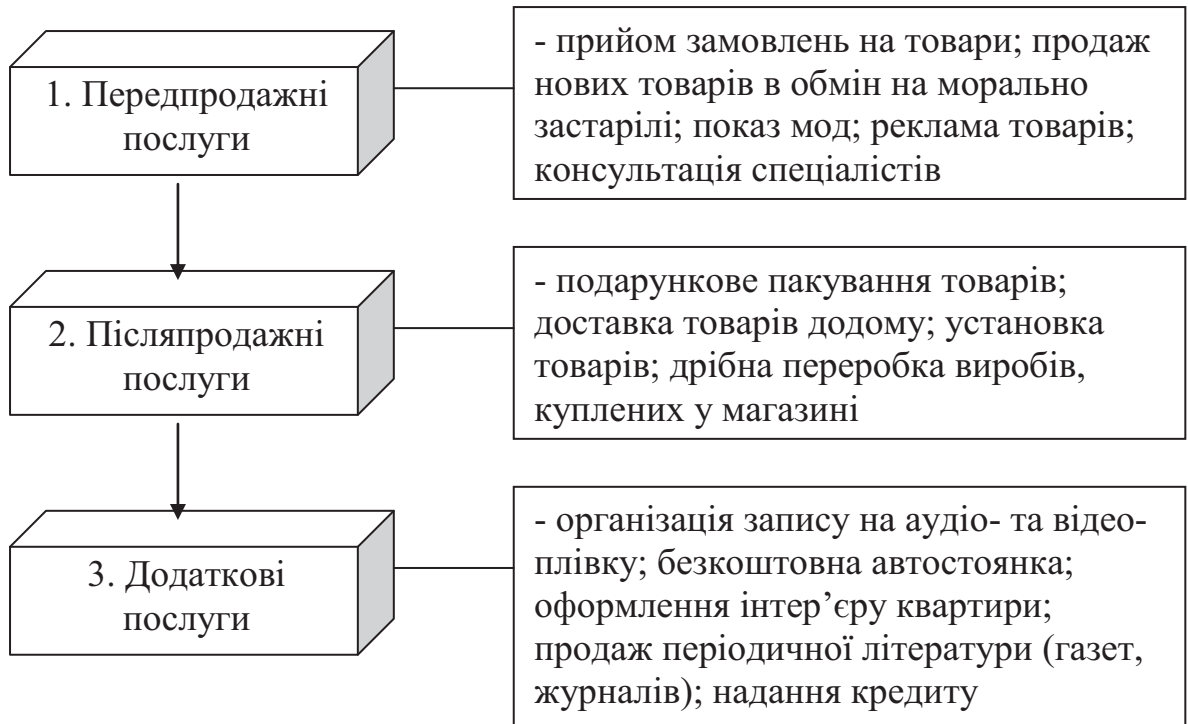 1. Передпродажні
послуги
- прийом замовлень на товари; продаж
нових товарів в обмін на морально
застарілі; показ мод; реклама товарів;
консультація спеціалістів
2. Післяпродажні
послуги
- подарункове пакування товарів;
доставка товарів додому; установка
товарів; дрібна переробка виробів,
куплених у магазині
3. Додаткові
послуги
- організація запису на аудіо- та відео-
плівку; безкоштовна автостоянка;
оформлення інтер’єру квартири;
продаж періодичної літератури (газет,
журналів); надання кредиту